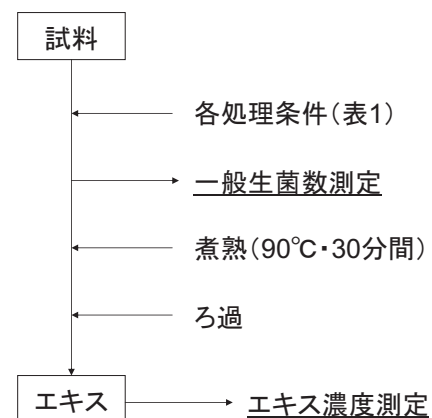 試料
各処理条件(表1)
一般生菌数測定
煮熟(90℃・30分間)
ろ過
エキス
エキス濃度測定